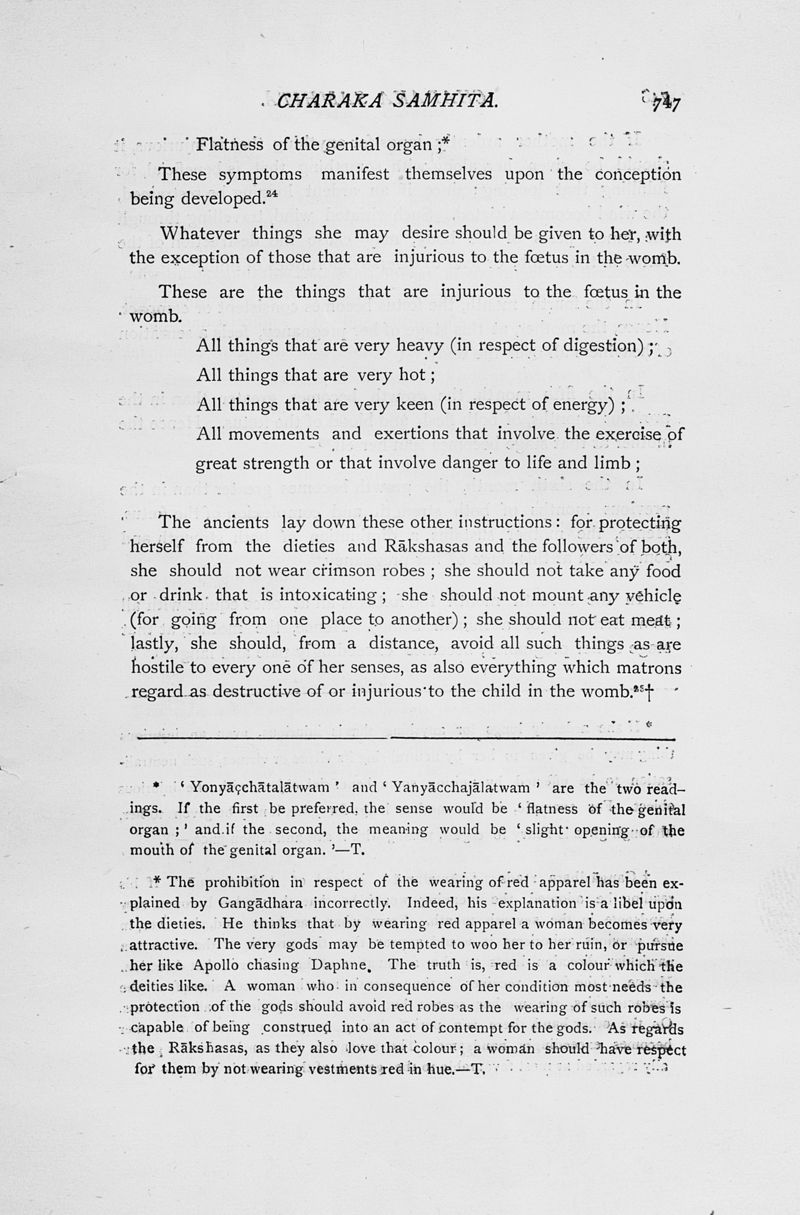 CHARAKA SAMHITA. 747
Flatness of the genital organ ;*
These symptoms manifest themselves upon the conception
being developed.²⁴
Whatever things she may desire should be given to her, with
the exception of those that are injurious to the fœtus in the womb.
These are the things that are injurious to the fœtus in the
womb.
All things that are very heavy (in respect of digestion) ;
All things that are very hot ;
All things that are very keen (in respect of energy) ;
All movements and exertions that involve the exercise of
great strength or that involve danger to life and limb ;
The ancients lay down these other instructions : for protecting
herself from the dieties and Rākshasas and the followers of both,
she should not wear crimson robes ; she should not take any food
or drink that is intoxicating ; she should not mount any vehicle
(for going from one place to another) ; she should not eat meat ;
lastly, she should, from a distance, avoid all such things as are
hostile to every one of her senses, as also everything which matrons
regard as destructive of or injurious to the child in the womb.²⁵†
* ‘ Yonyāçchātalātwam ’ and ‘ Yanyācchajālatwam ’ are the two read-
ings. If the first be preferred, the sense would be ‘ flatness of the genital
organ ; ’ and if the second, the meaning would be ‘ slight opening of the
mouth of the genital organ. ’—T.
* The prohibition in respect of the wearing of red apparel has been ex-
plained by Gangādhara incorrectly. Indeed, his explanation is a libel upon
the dieties. He thinks that by wearing red apparel a woman becomes very
attractive. The very gods may be tempted to woo her to her ruin, or pursue
her like Apollo chasing Daphne. The truth is, red is a colour which the
deities like. A woman who in consequence of her condition most needs the
protection of the gods should avoid red robes as the wearing of such robes is
capable of being construed into an act of contempt for the gods. As regards
the Rākshasas, as they also love that colour ; a woman should have respect
for them by not wearing vestments red in hue.—T.